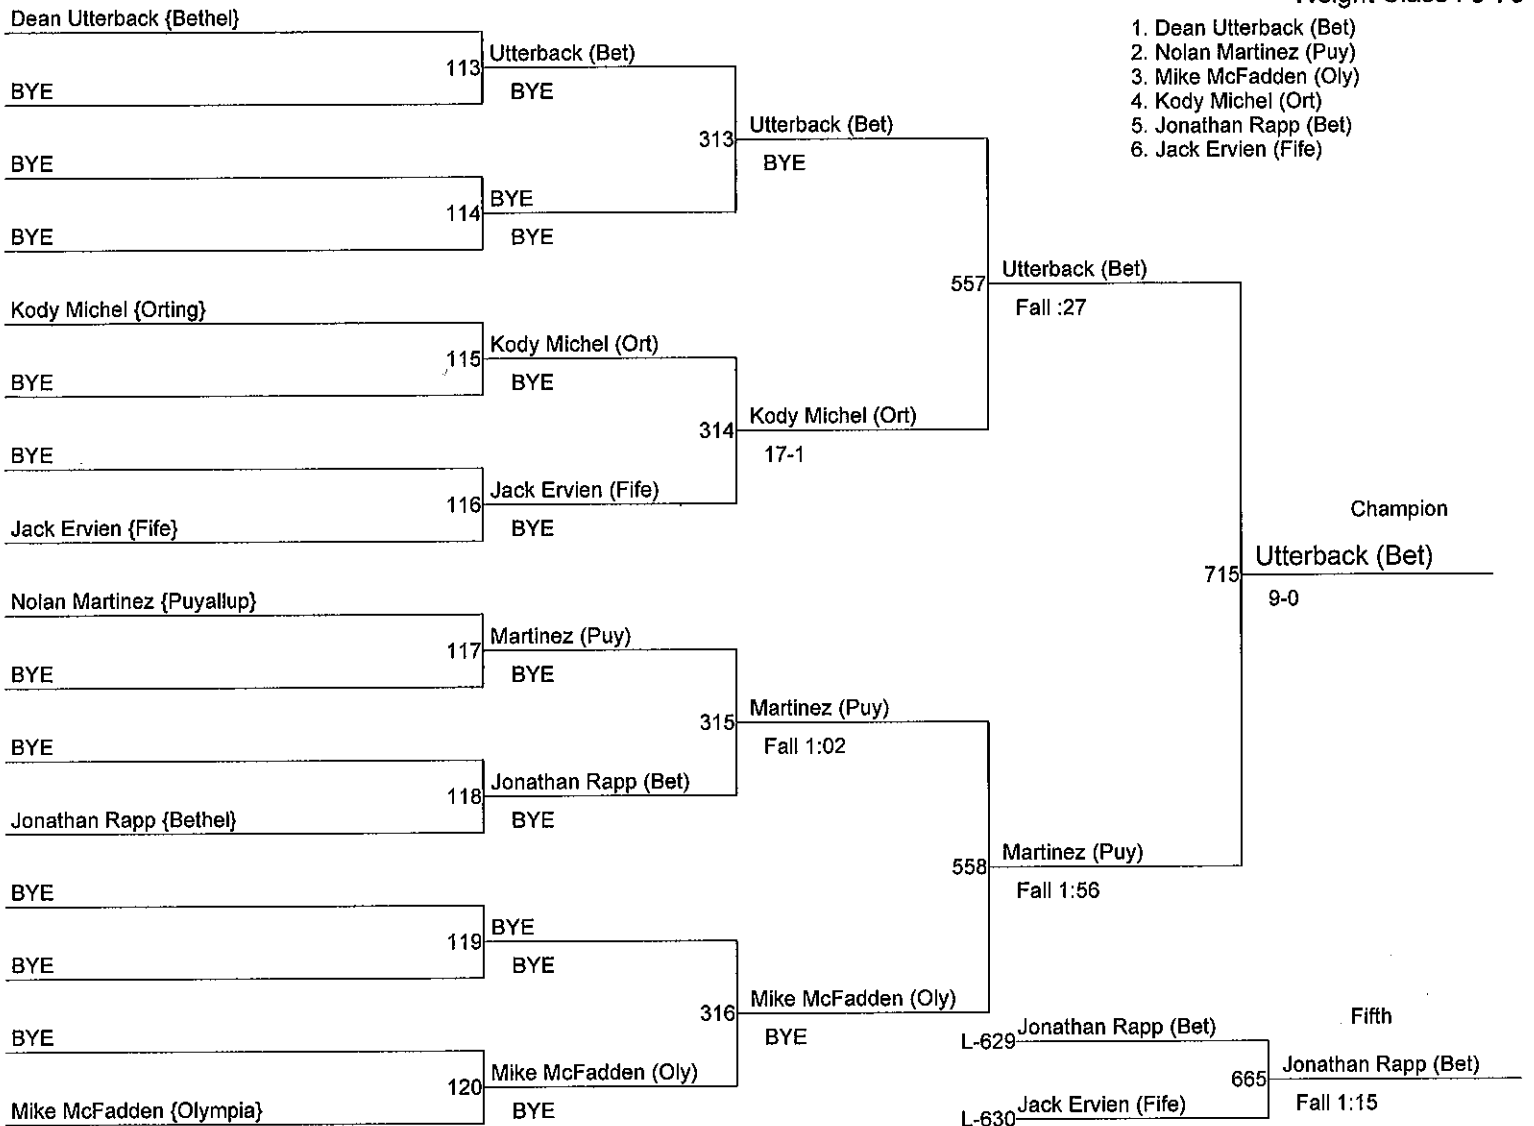 Dean Utterback {Bethel}
113
BYE
Utterback (Bet)
BYE
BYE
114
BYE
BYE
BYE
313
Utterback (Bet)
BYE
Kody Michel {Orting}
115
BYE
Kody Michel (Ort)
BYE
BYE
116
Jack Ervien {Fife}
Jack Ervien (Fife)
BYE
314
Kody Michel (Ort)
17-1
557
Utterback (Bet)
Fall :27
Nolan Martinez {Puyallup}
117
BYE
Martinez (Puy)
BYE
BYE
118
Jonathan Rapp {Bethel}
Jonathan Rapp (Bet)
BYE
315
Martinez (Puy)
Fall 1:02
BYE
119
BYE
BYE
BYE
BYE
120
Mike McFadden {Olympia}
Mike McFadden (Oly)
BYE
316
Mike McFadden (Oly)
BYE
558
Martinez (Puy)
Fall 1:56
715
Champion
Utterback (Bet)
9-0
1. Dean Utterback (Bet)
2. Nolan Martinez (Puy)
3. Mike McFadden (Oly)
4. Kody Michel (Ort)
5. Jonathan Rapp (Bet)
6. Jack Ervien (Fife)
L-629 Jonathan Rapp (Bet)
L-630 Jack Ervien (Fife)
665
Fifth
Jonathan Rapp (Bet)
Fall 1:15